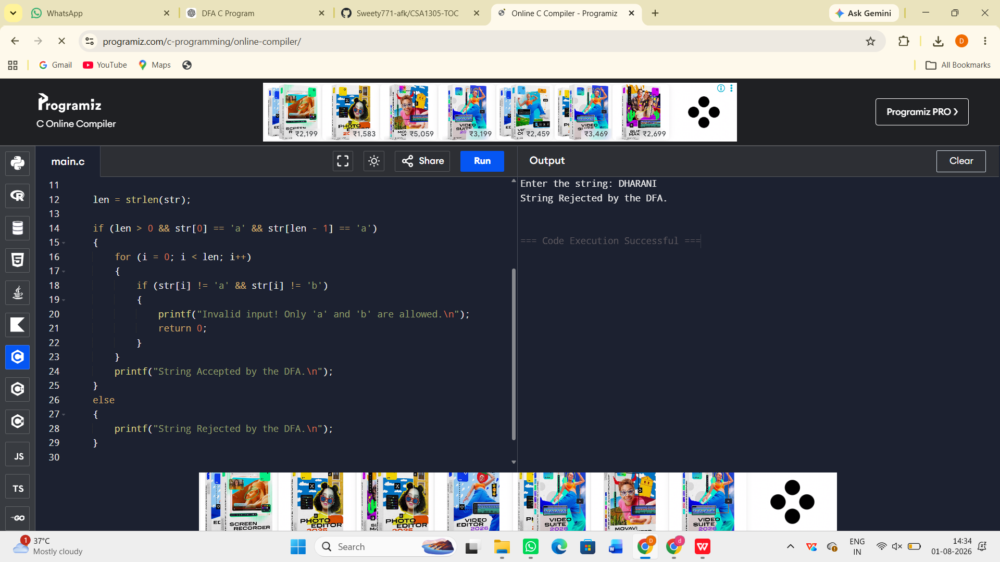 WhatsApp
DFA C Program
Sweety771-afk/CSA1305-TOC
Online C Compiler - Programiz
Ask Gemini
programiz.com/c-programming/online-compiler/
D
Gmail
YouTube
Maps
All Bookmarks
Programiz
C Online Compiler
₹2,199
₹1,583
₹5,059
₹3,199
₹2,459
₹3,469
₹2,699
Programiz PRO >
main.c
Share
Run
Output
Clear
11
12 len = strlen(str);
13
14 if (len > 0 && str[0] == 'a' && str[len - 1] == 'a')
15 {
16 for (i = 0; i < len; i++)
17 {
18 if (str[i] != 'a' && str[i] != 'b')
19 {
20 printf("Invalid input! Only 'a' and 'b' are allowed.\n");
21 return 0;
22 }
23 }
24 printf("String Accepted by the DFA.\n");
25 }
26 else
27 {
28 printf("String Rejected by the DFA.\n");
29 }
30
Enter the string: DHARANI
String Rejected by the DFA.
=== Code Execution Successful ===
JS
TS
GO
SCREEN
RECORDER
PHOTO
EDITOR
PHOTO
EDITOR
VIDEO
EDITOR
2026
VIDEO
SUITE
2026
MOVAVI
VIDEO
SUITE
2026
1
37°C
Mostly cloudy
Search
D
d
ENG
IN
14:34
01-08-2026